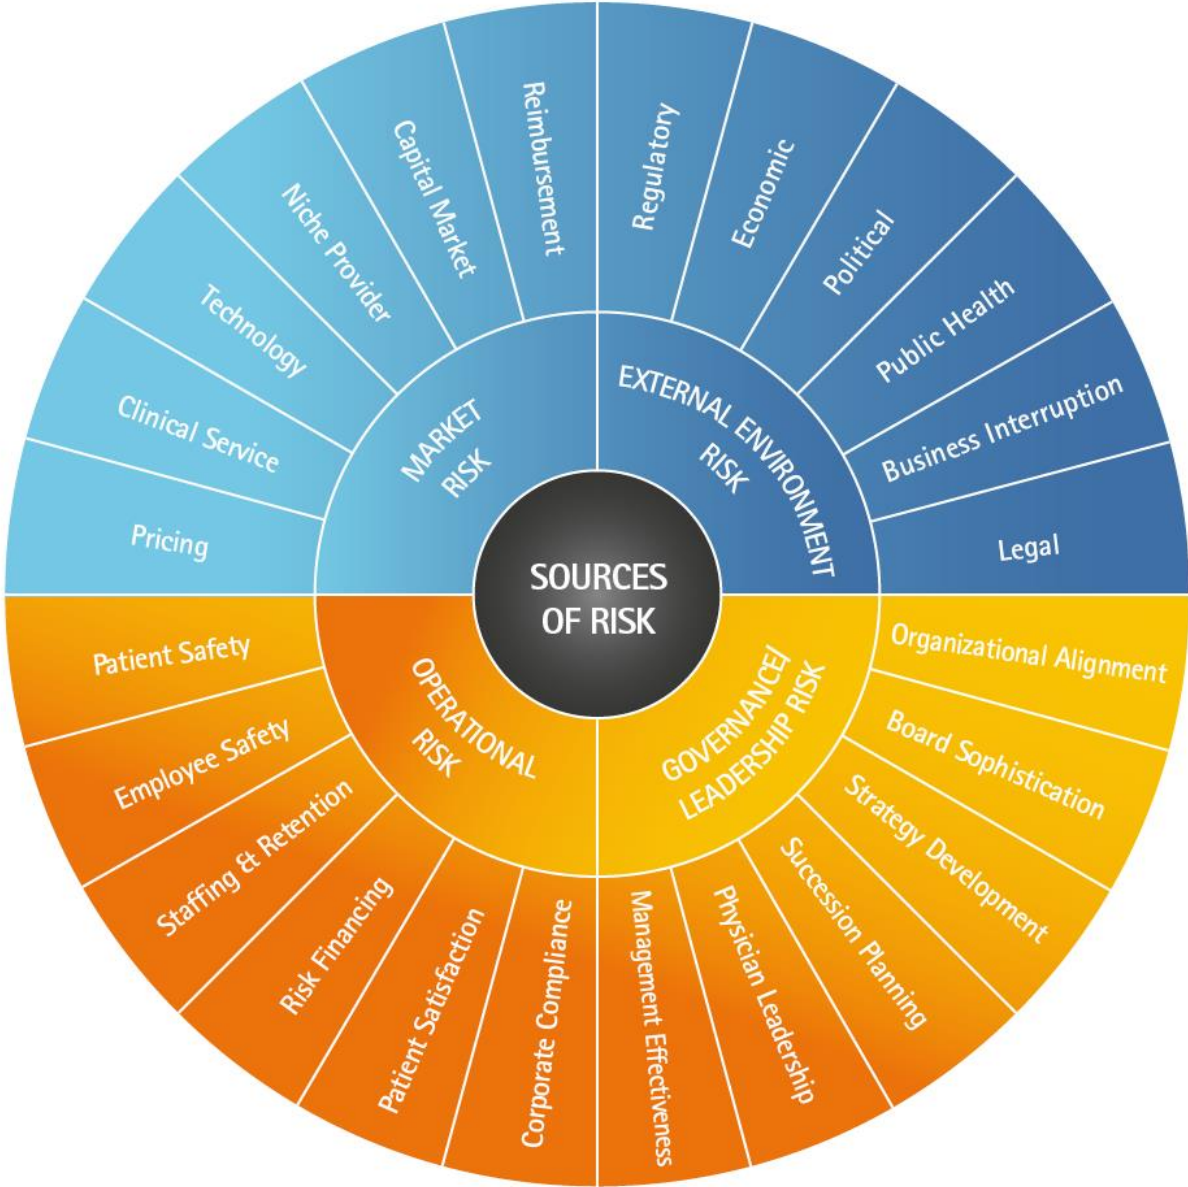 SOURCES
OF RISK
MARKET
RISK
Pricing
Clinical Service
Technology
Niche Provider
Capital Market
Reimbursement
EXTERNAL ENVIRONMENT
RISK
Regulatory
Economic
Political
Public Health
Business Interruption
Legal
GOVERNANCE/
LEADERSHIP RISK
Organizational Alignment
Board Sophistication
Strategy Development
Succession Planning
Physician Leadership
Management Effectiveness
OPERATIONAL
RISK
Corporate Compliance
Patient Satisfaction
Risk Financing
Staffing & Retention
Employee Safety
Patient Safety